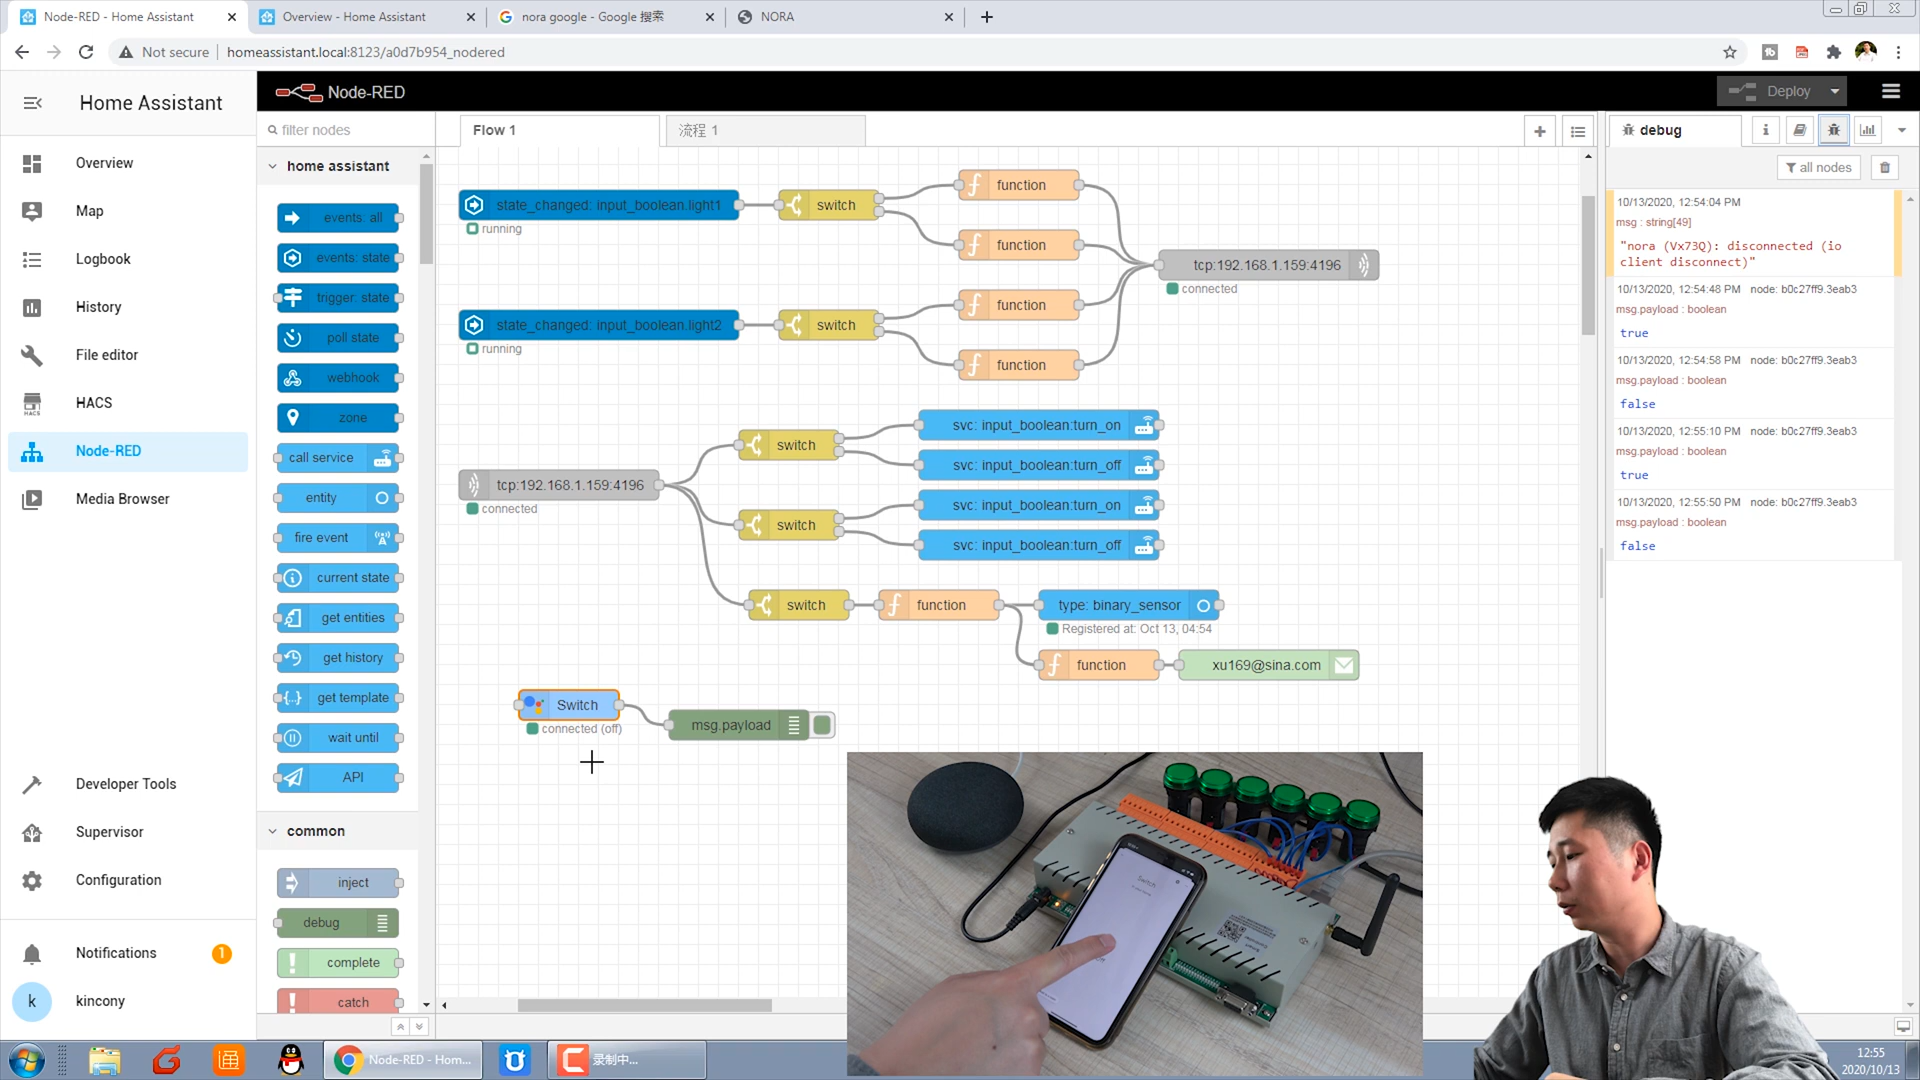 Node-RED - Home Assistant
Overview - Home Assistant
nora google - Google 搜索
NORA
Not secure
homeassistant.local:8123/a0d7b954_nodered
Home Assistant
Overview
Map
Logbook
History
File editor
HACS
HACS
Node-RED
Media Browser
Developer Tools
Supervisor
Configuration
Notifications
1
k
kincony
Node-RED
Deploy
filter nodes
home assistant
events: all
events: state
trigger: state
poll state
webhook
zone
call service
entity
fire event
current state
get entities
get history
get template
wait until
API
common
inject
debug
complete
catch
Flow 1
流程 1
state_changed: input_boolean.light1
running
switch
function
function
tcp:192.168.1.159:4196
connected
state_changed: input_boolean.light2
running
switch
function
function
tcp:192.168.1.159:4196
connected
switch
svc: input_boolean:turn_on
svc: input_boolean:turn_off
switch
svc: input_boolean:turn_on
svc: input_boolean:turn_off
switch
function
type: binary_sensor
Registered at: Oct 13, 04:54
function
xu169@sina.com
Switch
connected (off)
msg.payload
debug
all nodes
10/13/2020, 12:54:04 PM
msg : string[49]
"nora (Vx73Q): disconnected (io
client disconnect)"
10/13/2020, 12:54:48 PM node: b0c27ff9.3eab3
msg.payload : boolean
true
10/13/2020, 12:54:58 PM node: b0c27ff9.3eab3
msg.payload : boolean
false
10/13/2020, 12:55:10 PM node: b0c27ff9.3eab3
msg.payload : boolean
true
10/13/2020, 12:55:50 PM node: b0c27ff9.3eab3
msg.payload : boolean
false
Switch
Node-RED - Hom...
录制中...
12:55
2020/10/13